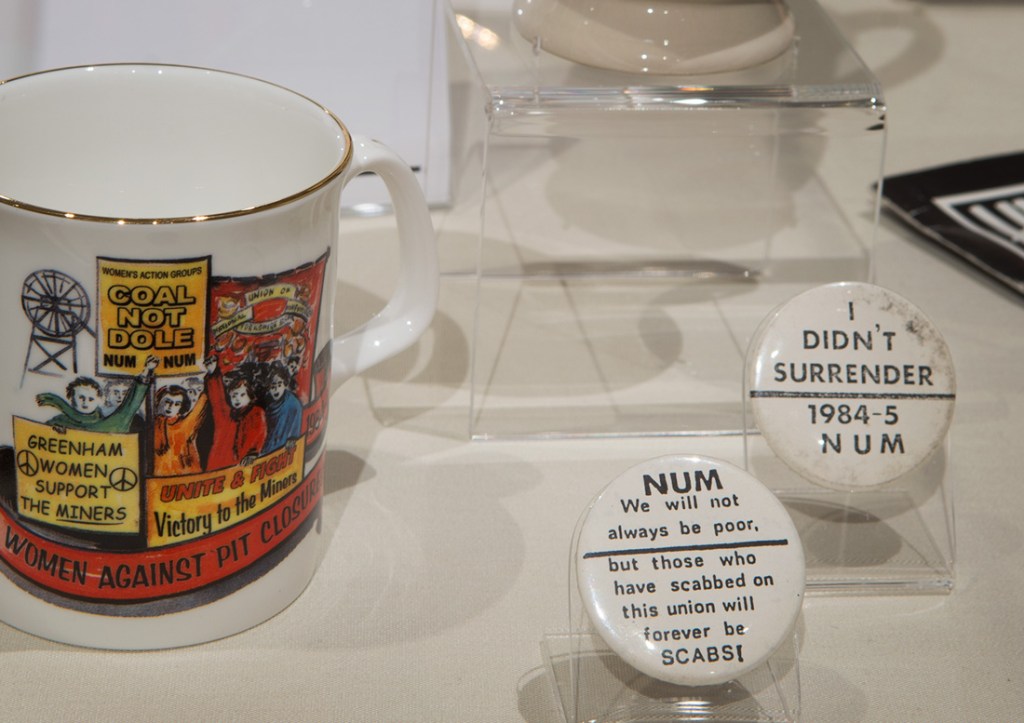 WOMEN'S ACTION GROUPS
COAL
NOT
DOLE
NUM NUM
UNION OF
GREENHAM
WOMEN
SUPPORT
THE MINERS
UNITE & FIGHT
Victory to the Miners
WOMEN AGAINST PIT CLOSURE
I
DIDN'T
SURRENDER
1984-5
NUM
NUM
We will not
always be poor,
but those who
have scabbed on
this union will
forever be
SCABS!